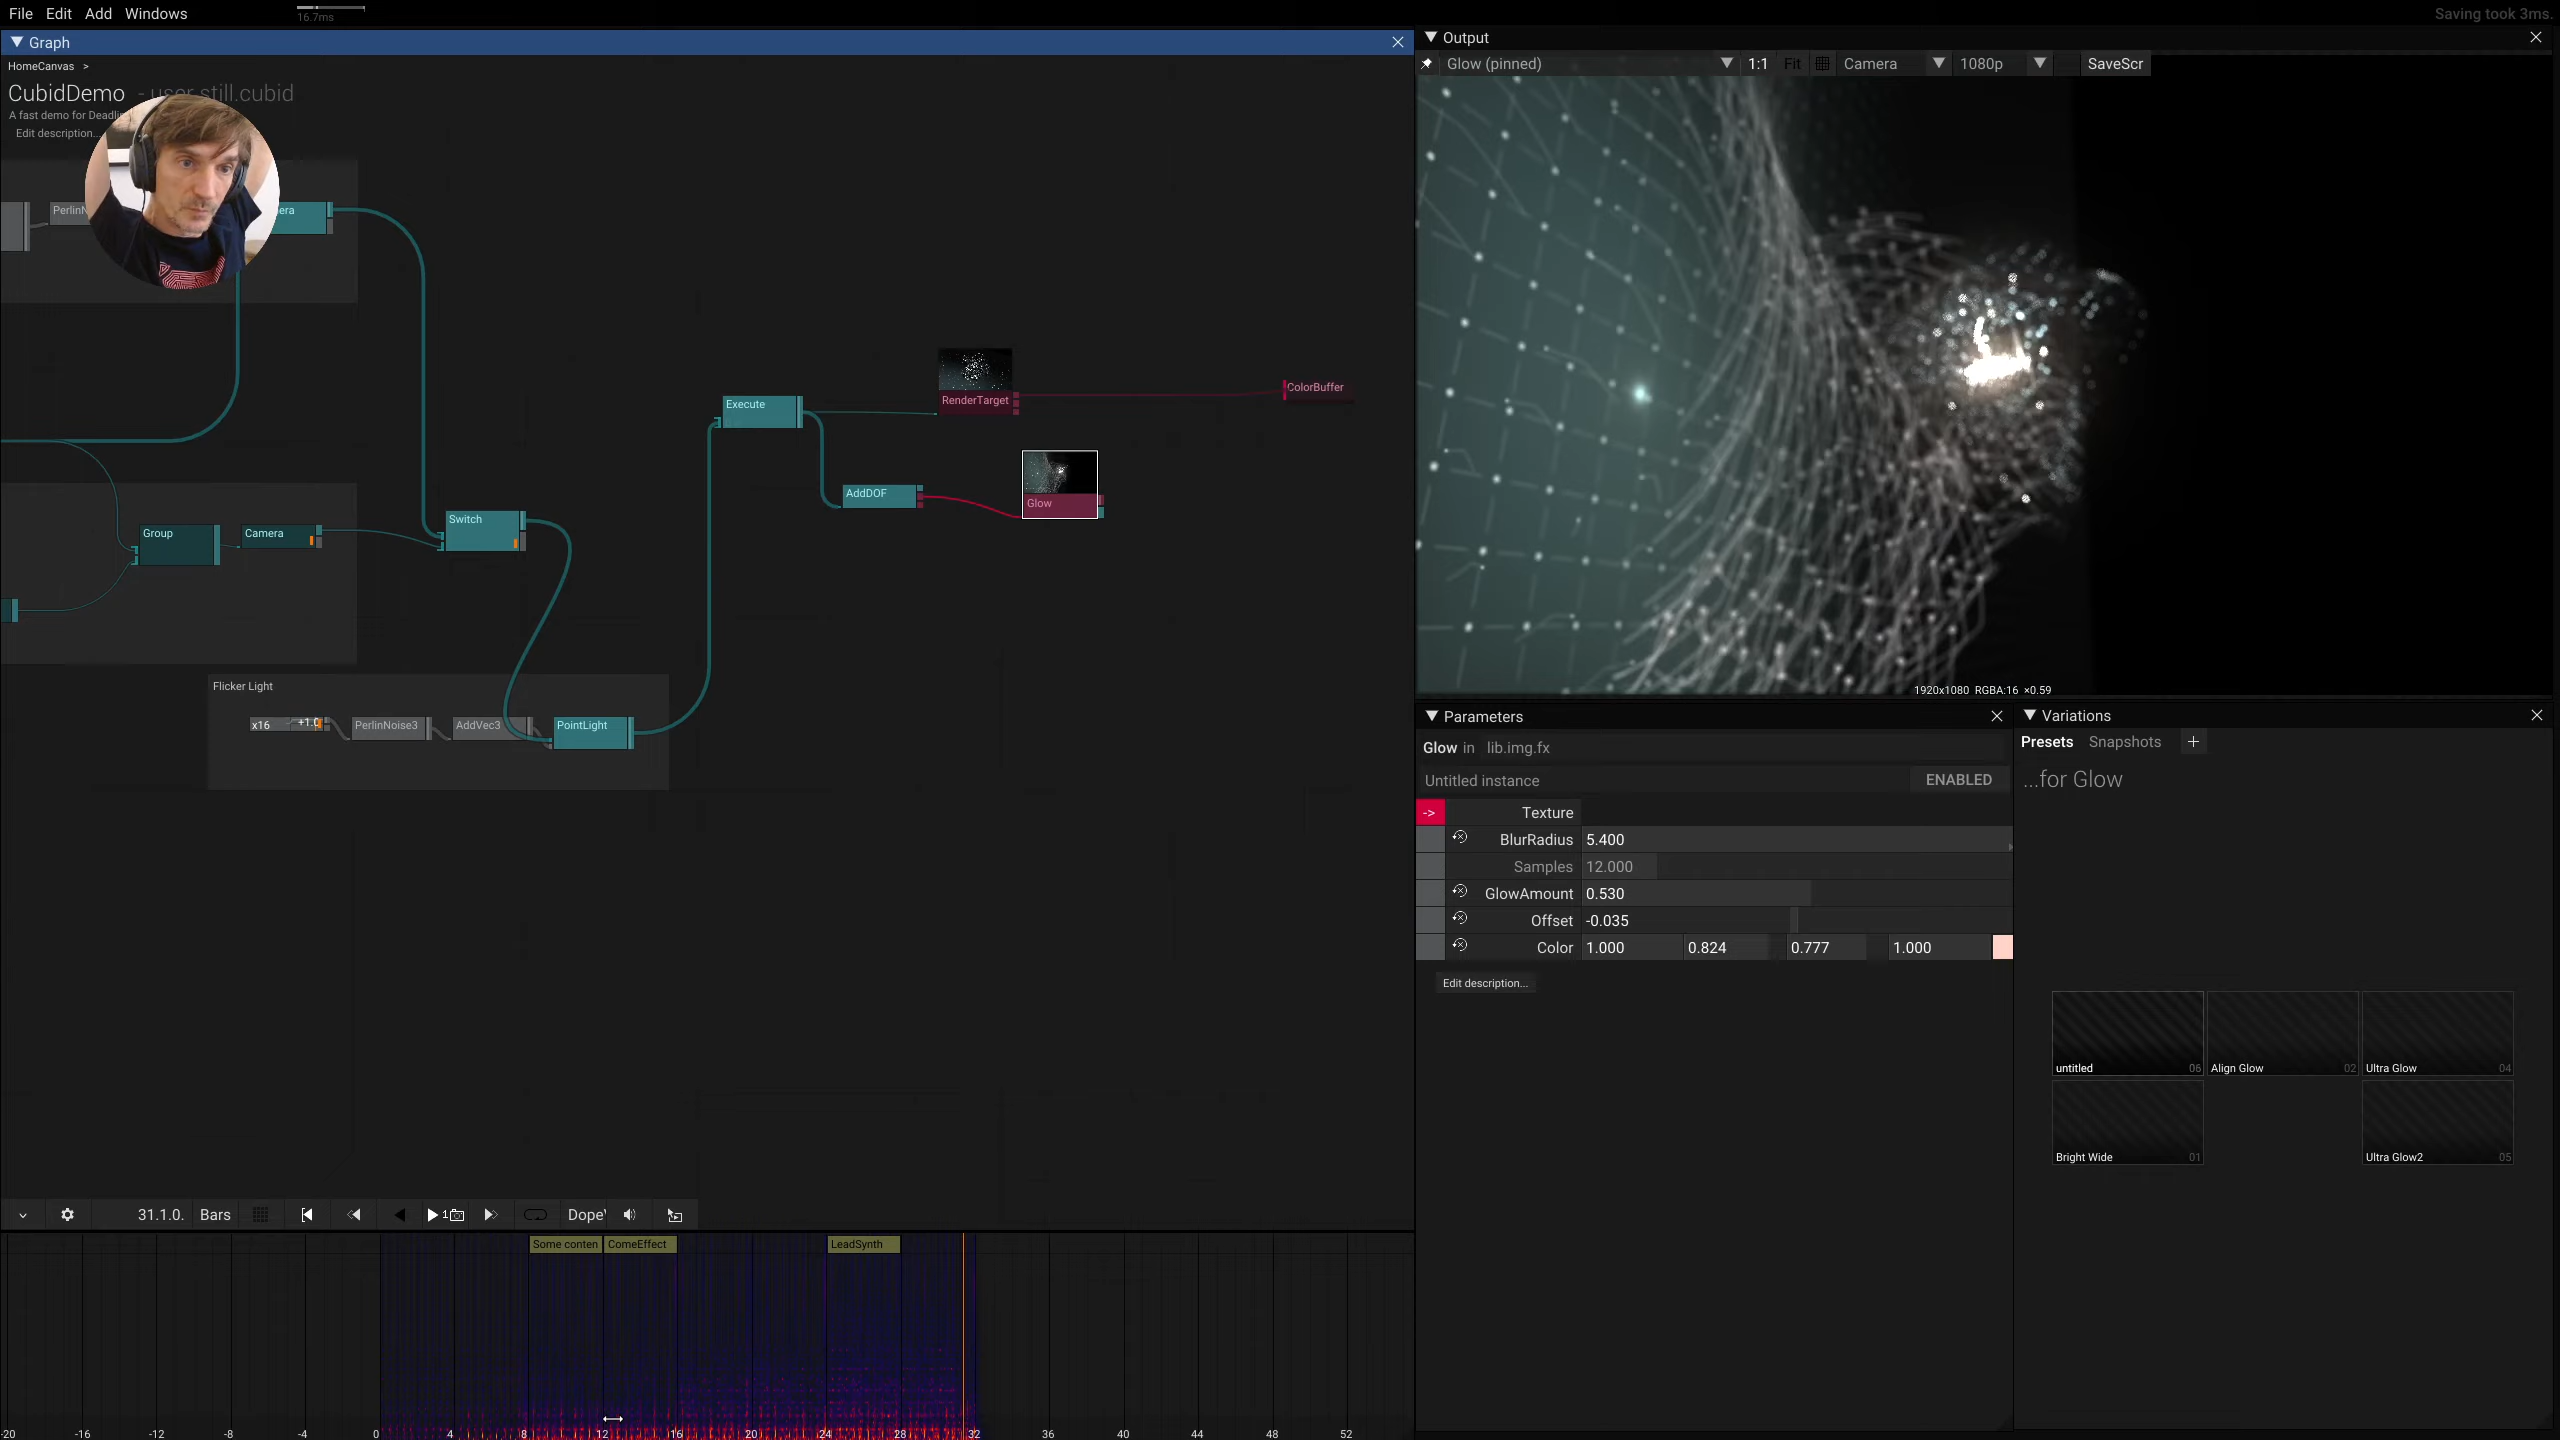 File Edit Add Windows
16.7ms
Saving took 3ms.
Graph
HomeCanvas >
CubidDemo - user.still.cubid
A fast demo for Deadli
Edit description...
era
Group
Camera
Switch
Execute
RenderTarget
ColorBuffer
AddDOF
Glow
Flicker Light
x16 +1.0
PerlinNoise3
AddVec3
PointLight
31.1.0. Bars
1
Dope
Some conten
ComeEffect
LeadSynth
-20 -16 -12 -8 -4 0 4 8 12 16 20 24 28 32 36 40 44 48 52
Output
Glow (pinned) 1:1 Fit Camera 1080p SaveScr
1920x1080 RGBA:16 ×0.59
Parameters
Glow in lib.img.fx
Untitled instance ENABLED
-> Texture
BlurRadius 5.400
Samples 12.000
GlowAmount 0.530
Offset -0.035
Color 1.000 0.824 0.777 1.000
Edit description...
Variations
Presets Snapshots +
...for Glow
untitled 06
Align Glow 02
Ultra Glow 04
Bright Wide 01
Ultra Glow2 05